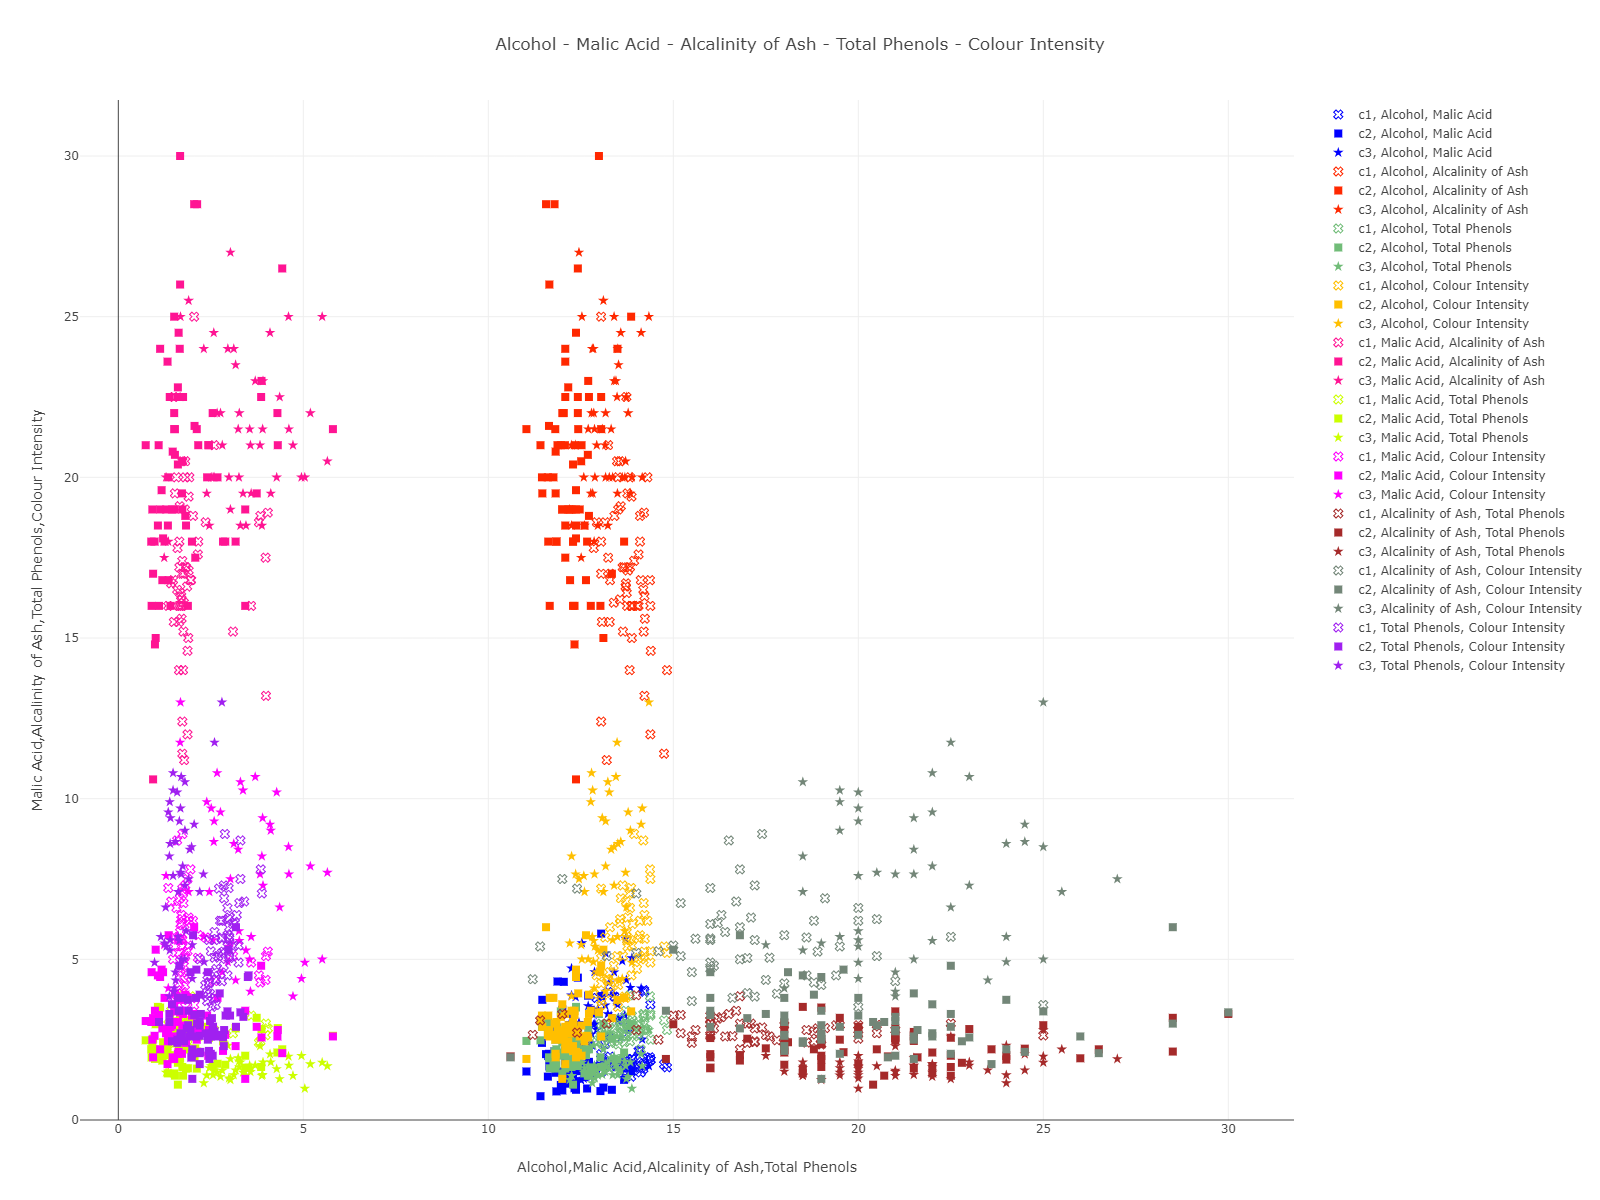 Alcohol - Malic Acid - Alcalinity of Ash - Total Phenols - Colour Intensity
Malic Acid,Alcalinity of Ash,Total Phenols,Colour Intensity
30
25
20
15
10
5
0
0
5
10
15
20
25
30
Alcohol,Malic Acid,Alcalinity of Ash,Total Phenols
c1, Alcohol, Malic Acid
c2, Alcohol, Malic Acid
c3, Alcohol, Malic Acid
c1, Alcohol, Alcalinity of Ash
c2, Alcohol, Alcalinity of Ash
c3, Alcohol, Alcalinity of Ash
c1, Alcohol, Total Phenols
c2, Alcohol, Total Phenols
c3, Alcohol, Total Phenols
c1, Alcohol, Colour Intensity
c2, Alcohol, Colour Intensity
c3, Alcohol, Colour Intensity
c1, Malic Acid, Alcalinity of Ash
c2, Malic Acid, Alcalinity of Ash
c3, Malic Acid, Alcalinity of Ash
c1, Malic Acid, Total Phenols
c2, Malic Acid, Total Phenols
c3, Malic Acid, Total Phenols
c1, Malic Acid, Colour Intensity
c2, Malic Acid, Colour Intensity
c3, Malic Acid, Colour Intensity
c1, Alcalinity of Ash, Total Phenols
c2, Alcalinity of Ash, Total Phenols
c3, Alcalinity of Ash, Total Phenols
c1, Alcalinity of Ash, Colour Intensity
c2, Alcalinity of Ash, Colour Intensity
c3, Alcalinity of Ash, Colour Intensity
c1, Total Phenols, Colour Intensity
c2, Total Phenols, Colour Intensity
c3, Total Phenols, Colour Intensity